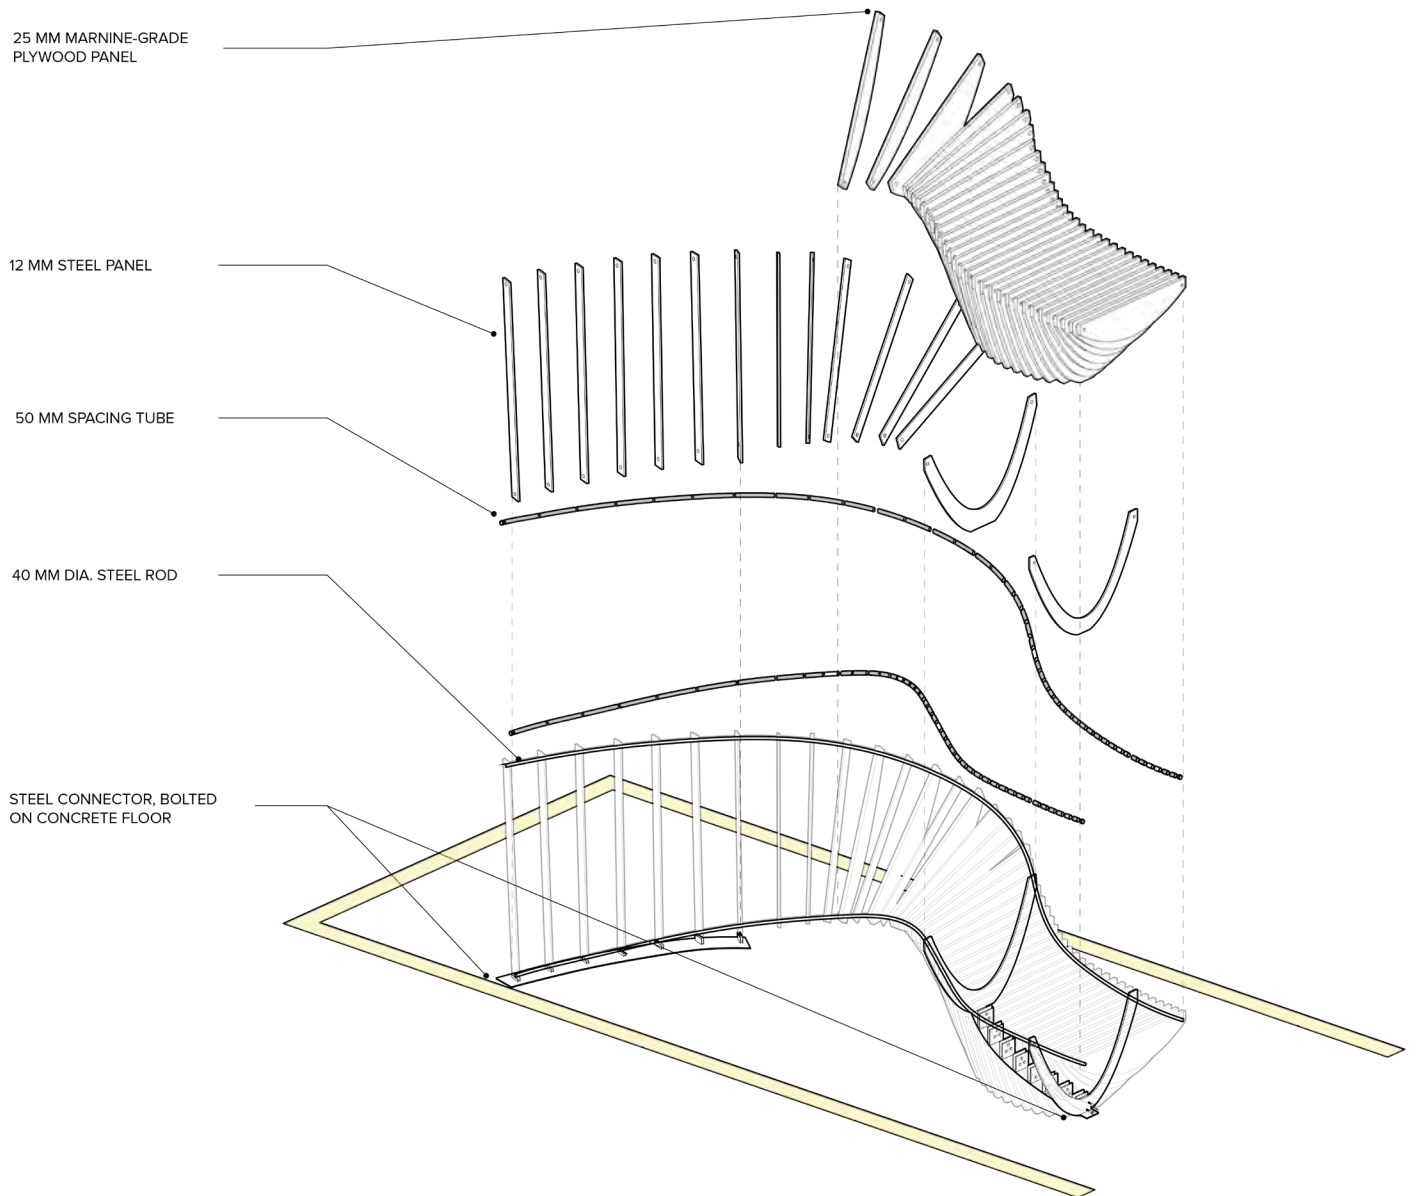 25 MM MARNINE-GRADE
PLYWOOD PANEL
12 MM STEEL PANEL
50 MM SPACING TUBE
40 MM DIA. STEEL ROD
STEEL CONNECTOR, BOLTED
ON CONCRETE FLOOR